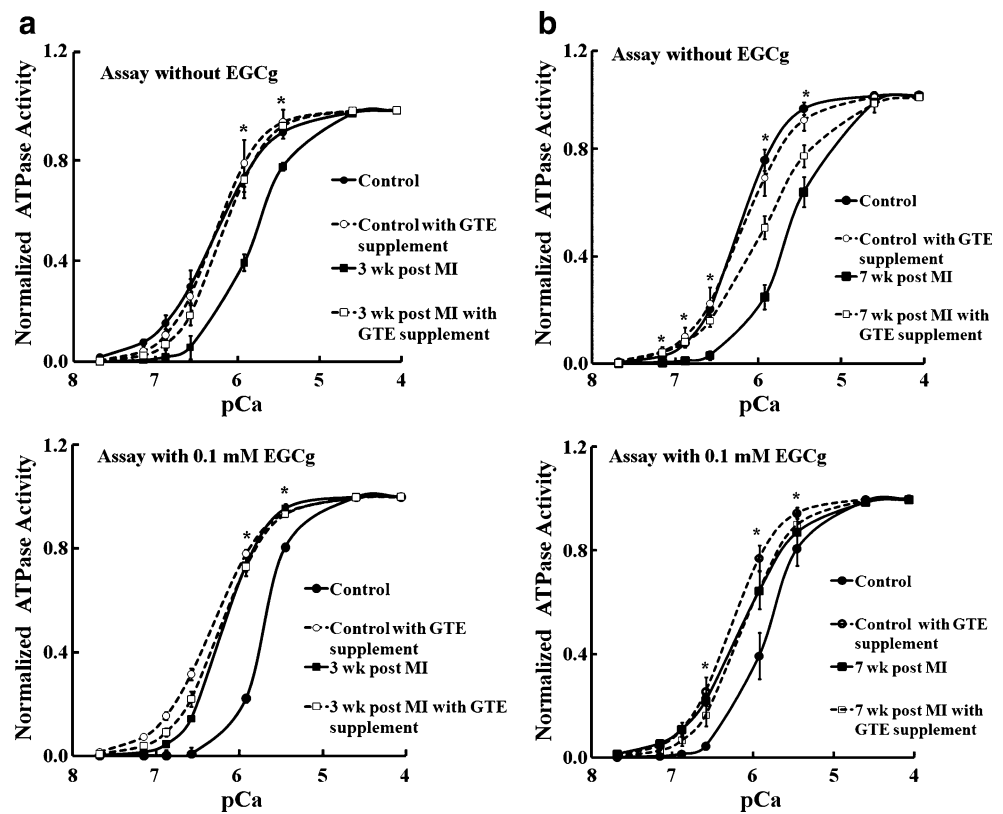 a
1.2
Assay without EGCg
Normalized ATPase Activity
0.8
0.4
0.0
Control
Control with GTE
supplement
3 wk post MI
3 wk post MI with
GTE supplement
*
*
8
7
6
5
4
pCa
b
1.2
Assay without EGCg
Normalized ATPase Activity
0.8
0.4
0.0
Control
Control with GTE
supplement
7 wk post MI
7 wk post MI with
GTE supplement
*
*
*
*
*
8
7
6
5
4
pCa
1.2
Assay with 0.1 mM EGCg
Normalized ATPase Activity
0.8
0.4
0.0
Control
Control with GTE
supplement
3 wk post MI
3 wk post MI with GTE
supplement
*
*
8
7
6
5
4
pCa
1.2
Assay with 0.1 mM EGCg
Normalized ATPase Activity
0.8
0.4
0.0
Control
Control with GTE
supplement
7 wk post MI
7 wk post MI with
GTE supplement
*
*
*
8
7
6
5
4
pCa